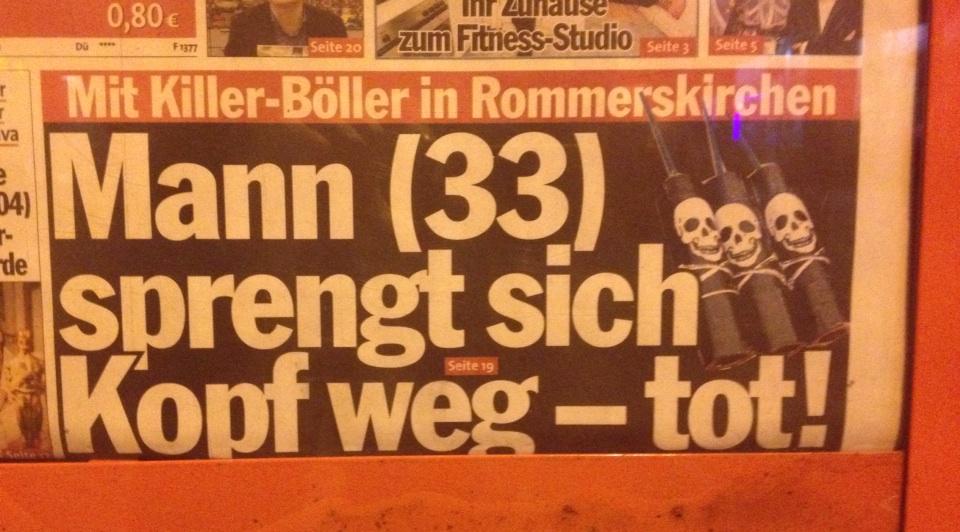 0,80 €
Dü ****
F 1377
Seite 20
Ihr Zuhause
zum Fitness-Studio
Seite 3
Seite 5
Mit Killer-Böller in Rommerskirchen
Mann (33)
sprengt sich
Kopf weg – tot!
Seite 19
04)
rde